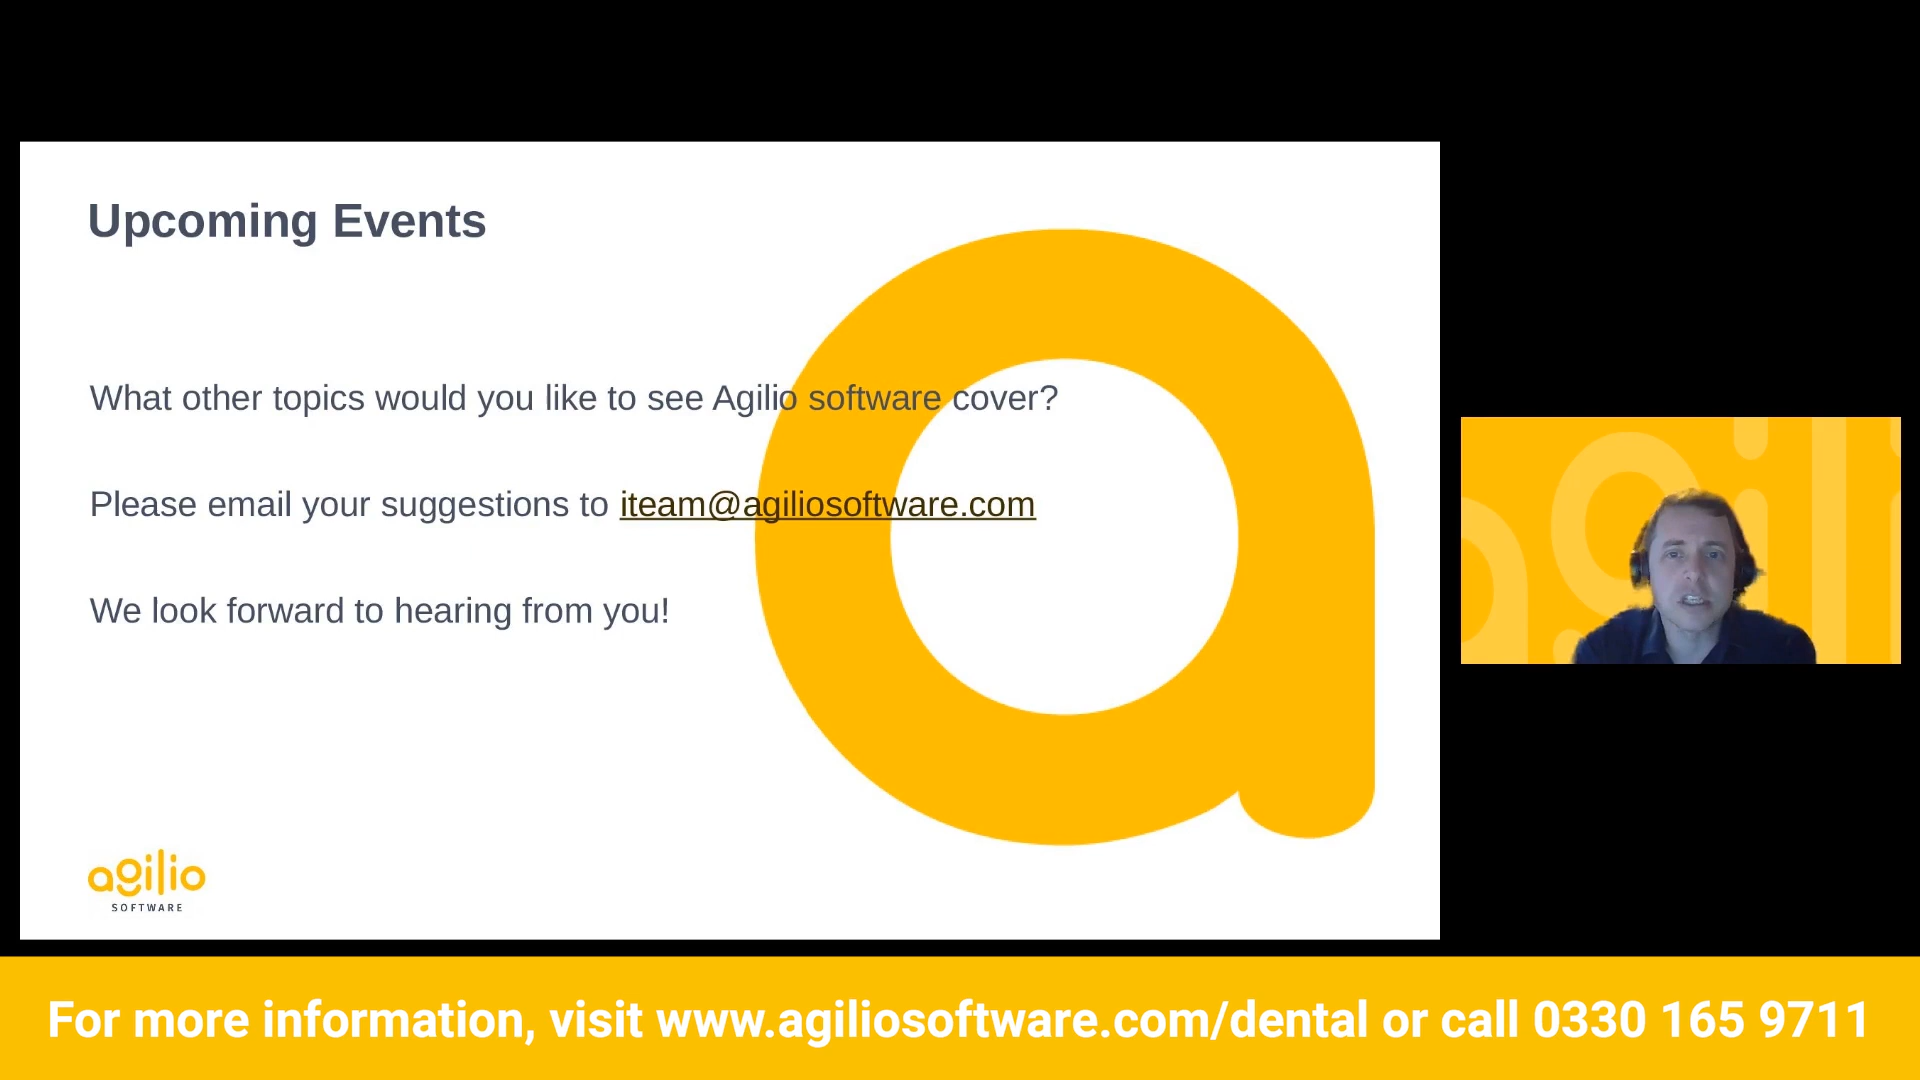 Upcoming Events
What other topics would you like to see Agilio software cover?
Please email your suggestions to iteam@agiliosoftware.com
We look forward to hearing from you!
agilio
SOFTWARE
For more information, visit www.agiliosoftware.com/dental or call 0330 165 9711